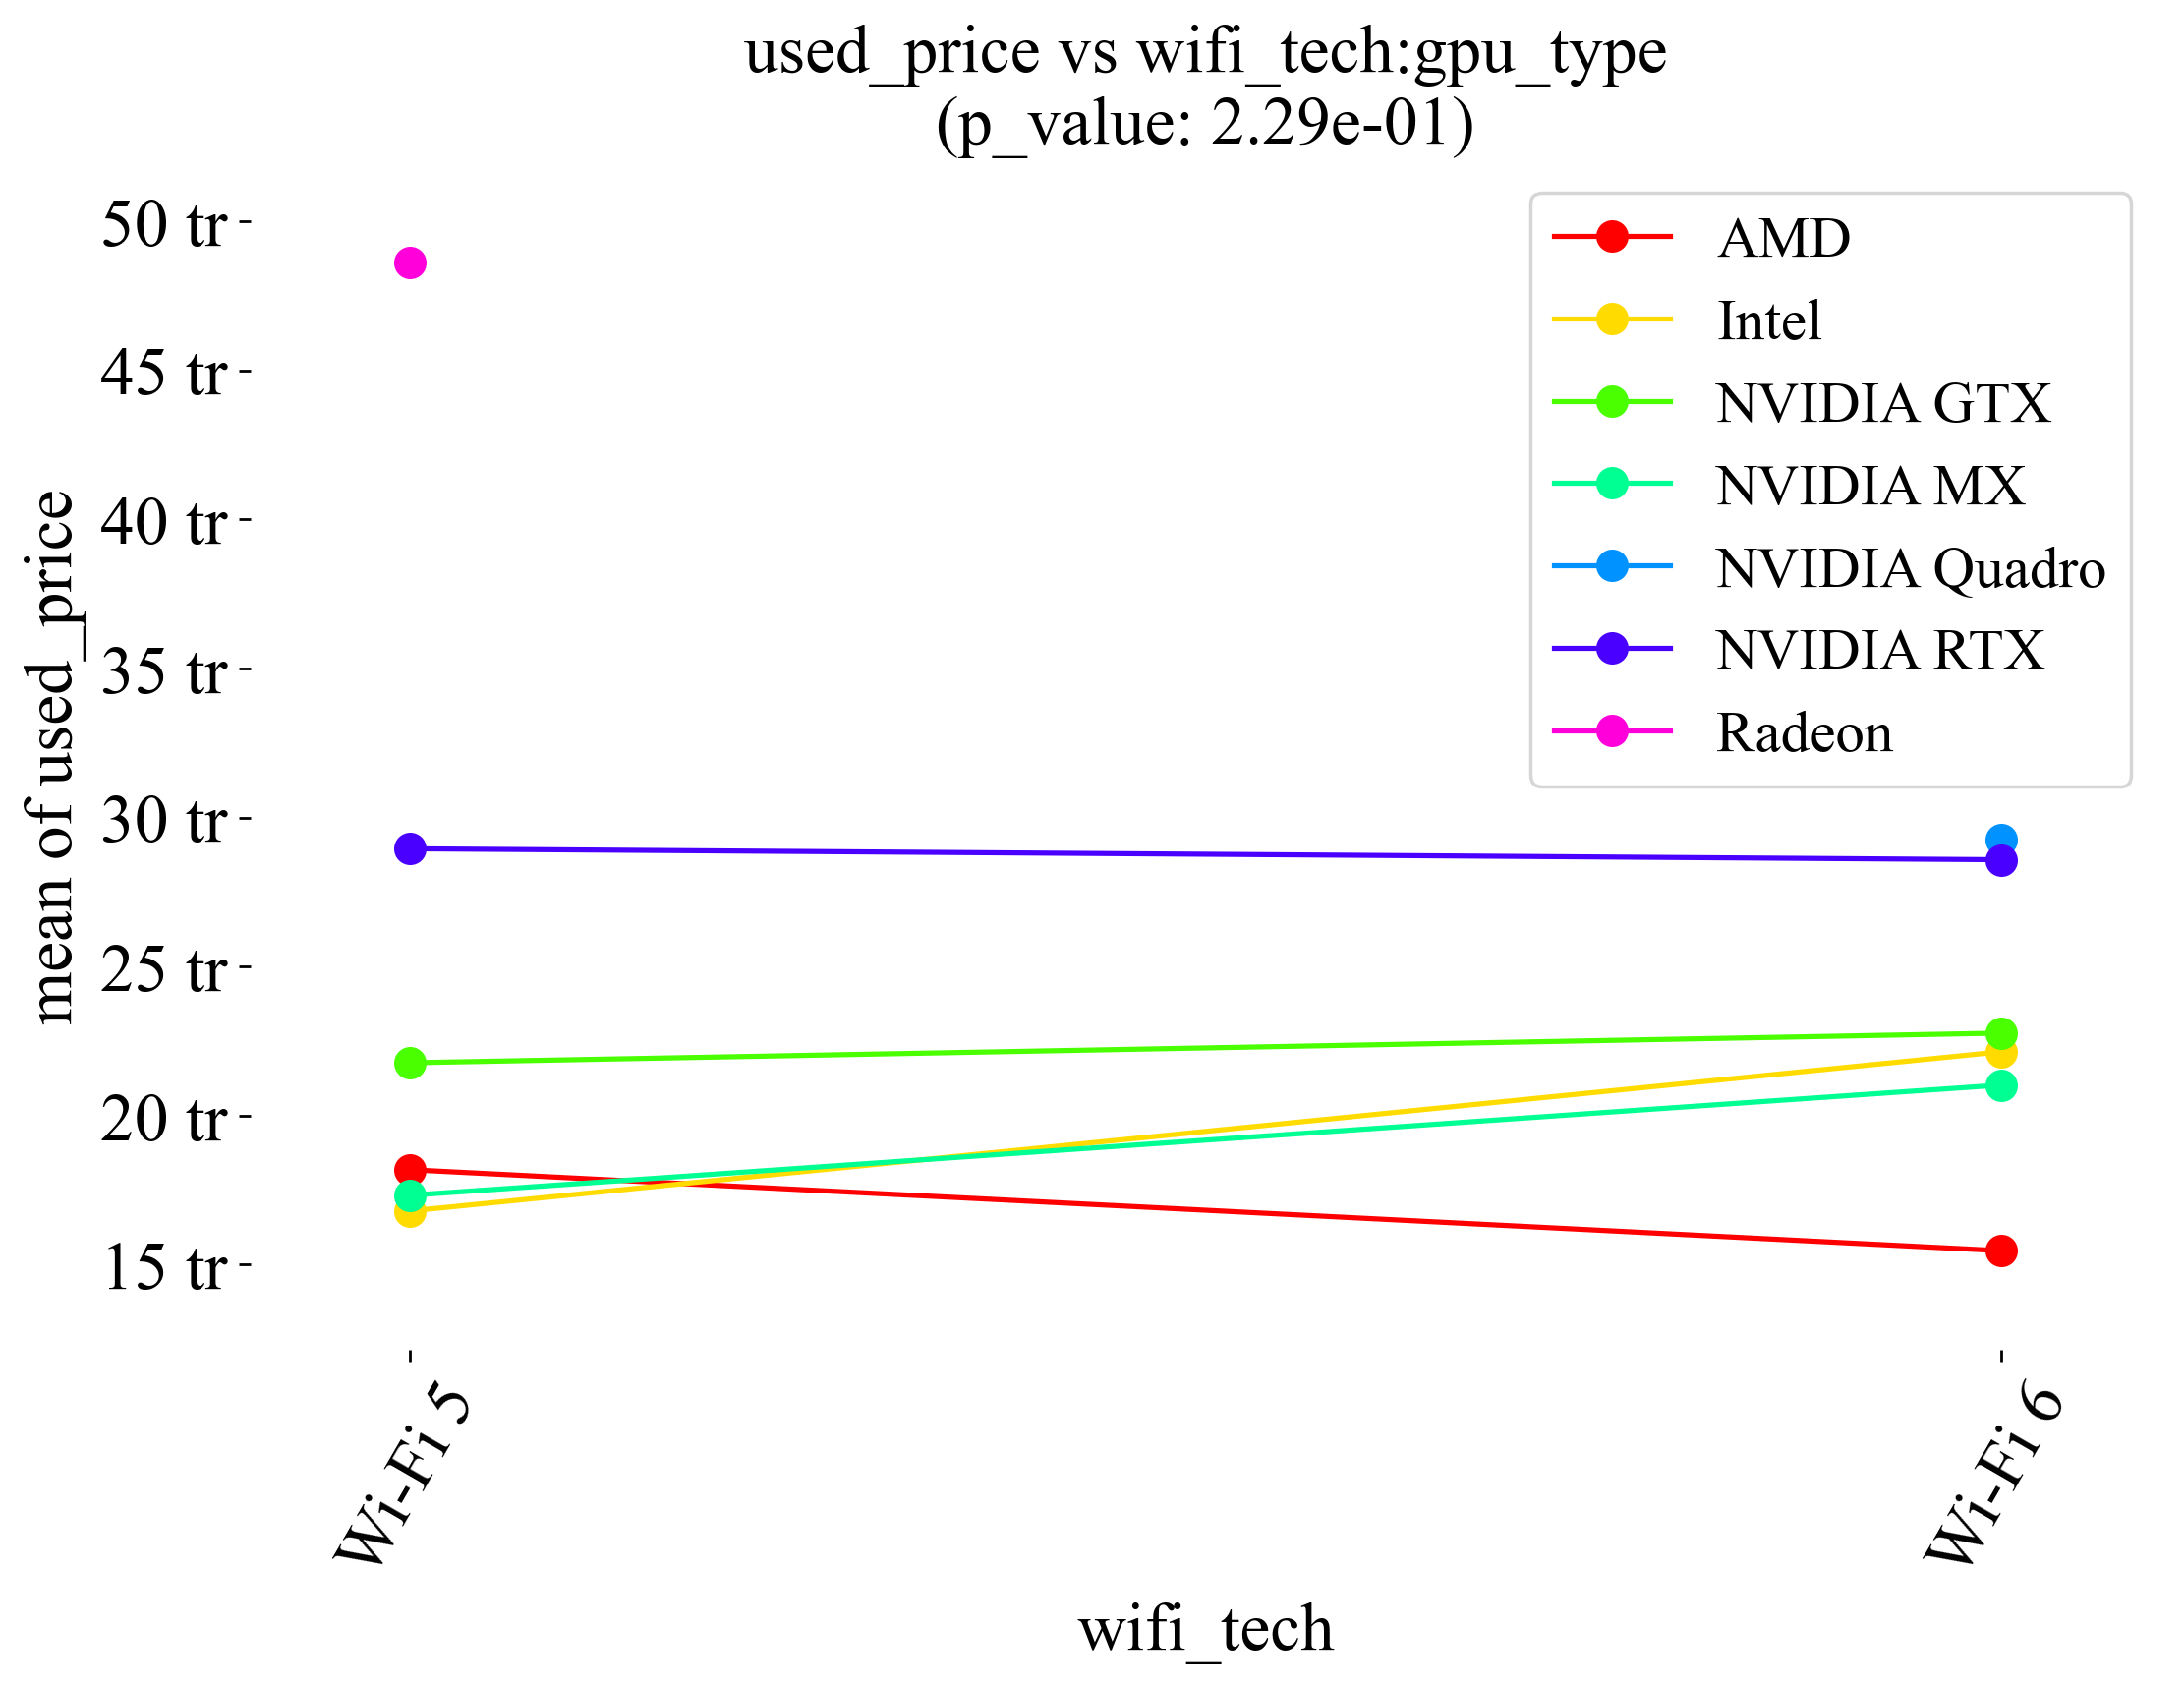 used_price vs wifi_tech:gpu_type
(p_value: 2.29e-01)
50 tr
45 tr
40 tr
35 tr
30 tr
25 tr
20 tr
15 tr
mean of used_price
AMD
Intel
NVIDIA GTX
NVIDIA MX
NVIDIA Quadro
NVIDIA RTX
Radeon
Wi-Fi 5
Wi-Fi 6
wifi_tech